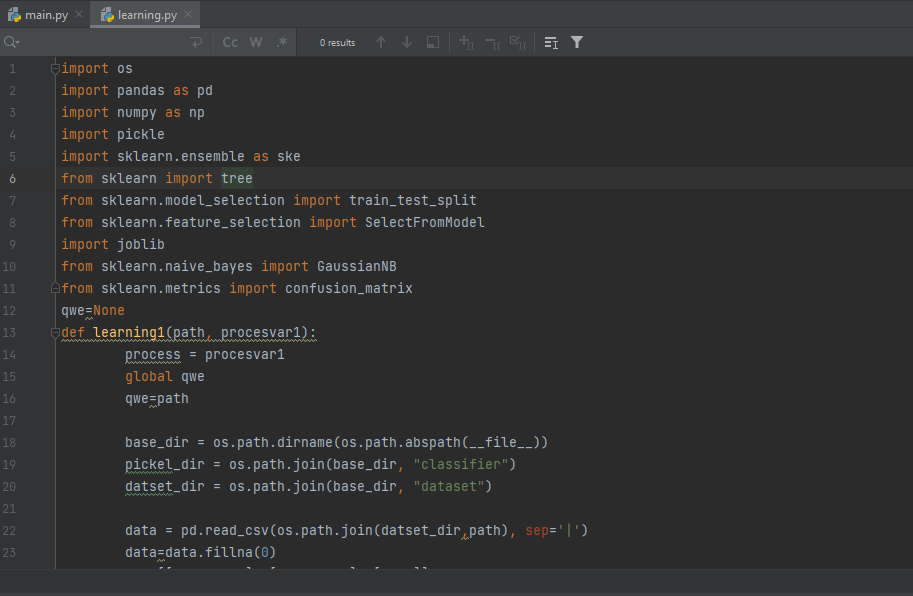 main.py learning.py
Cc W .* 0 results
1 import os
2 import pandas as pd
3 import numpy as np
4 import pickle
5 import sklearn.ensemble as ske
6 from sklearn import tree
7 from sklearn.model_selection import train_test_split
8 from sklearn.feature_selection import SelectFromModel
9 import joblib
10 from sklearn.naive_bayes import GaussianNB
11 from sklearn.metrics import confusion_matrix
12 qwe=None
13 def learning1(path, procesvar1):
14 process = procesvar1
15 global qwe
16 qwe=path
17
18 base_dir = os.path.dirname(os.path.abspath(__file__))
19 pickel_dir = os.path.join(base_dir, "classifier")
20 datset_dir = os.path.join(base_dir, "dataset")
21
22 data = pd.read_csv(os.path.join(datset_dir,path), sep='|')
23 data=data.fillna(0)